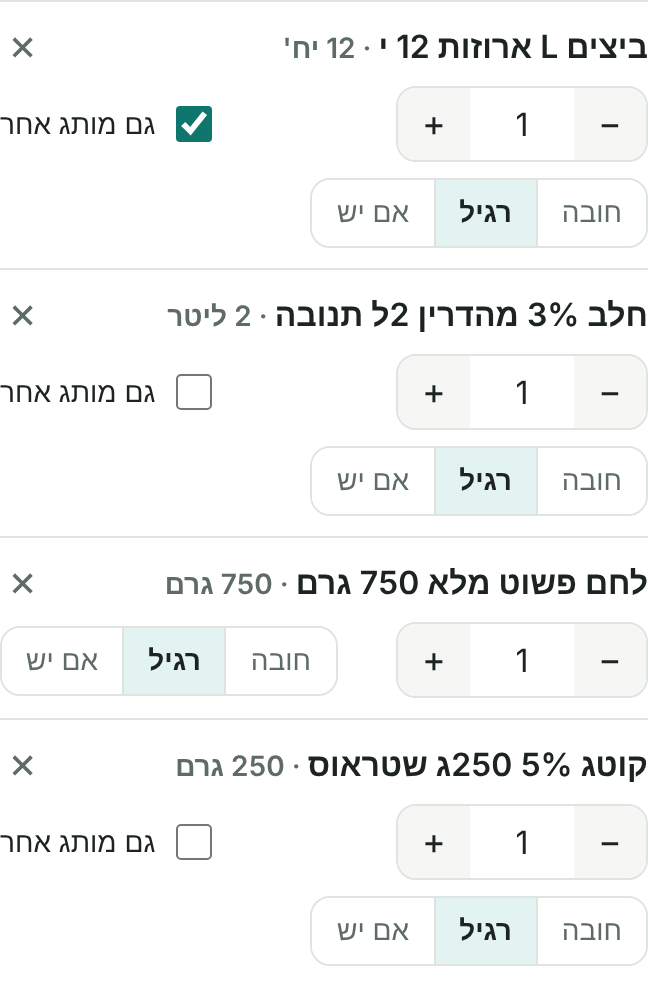 ביצים L ארוזות 12 י · 12 יח'
✕
− 1 +
גם מותג אחר
חובה רגיל אם יש
חלב 3% מהדרין 2ל תנובה · 2 ליטר
✕
− 1 +
גם מותג אחר
חובה רגיל אם יש
לחם פשוט מלא 750 גרם · 750 גרם
✕
− 1 +
חובה רגיל אם יש
קוטג 5% 250ג שטראוס · 250 גרם
✕
− 1 +
גם מותג אחר
חובה רגיל אם יש